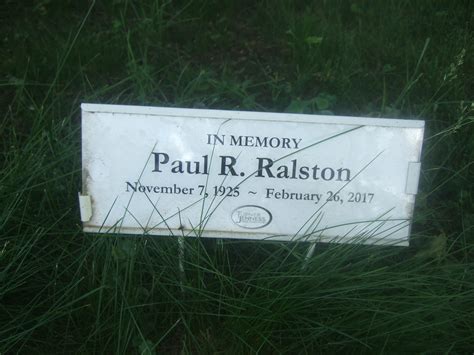 IN MEMORY
Paul R. Ralston
November 7, 1925 ~ February 26, 2017